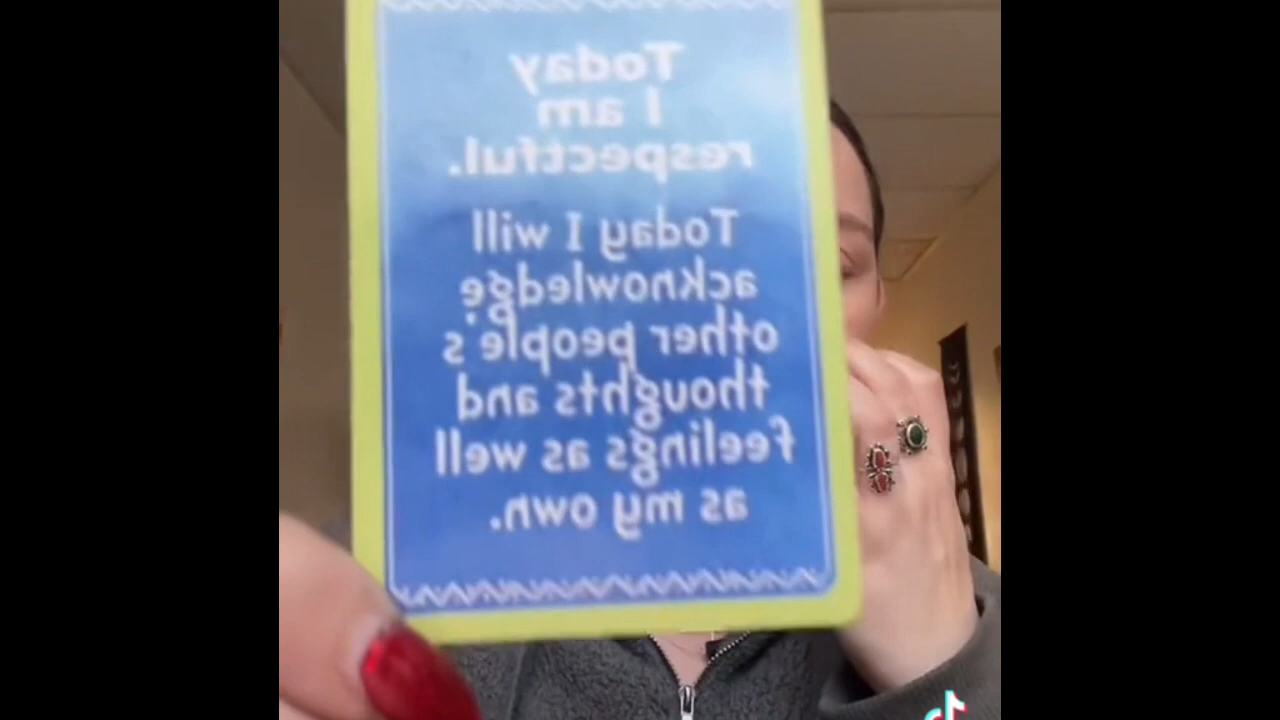 Today
I am
respectful.
Today I will
acknowledge
other people's
thoughts and
feelings as well
as my own.